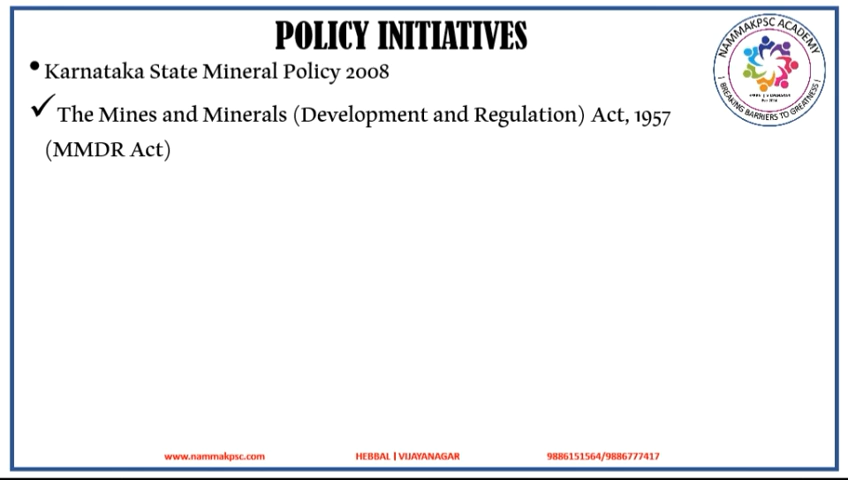 POLICY INITIATIVES
• Karnataka State Mineral Policy 2008
✓ The Mines and Minerals (Development and Regulation) Act, 1957
(MMDR Act)
NAMMAKPSC ACADEMY
| BREAKING BARRIERS TO GREATNESS |
www.nammakpsc.com HEBBAL | VIJAYANAGAR 9886151564/9886777417